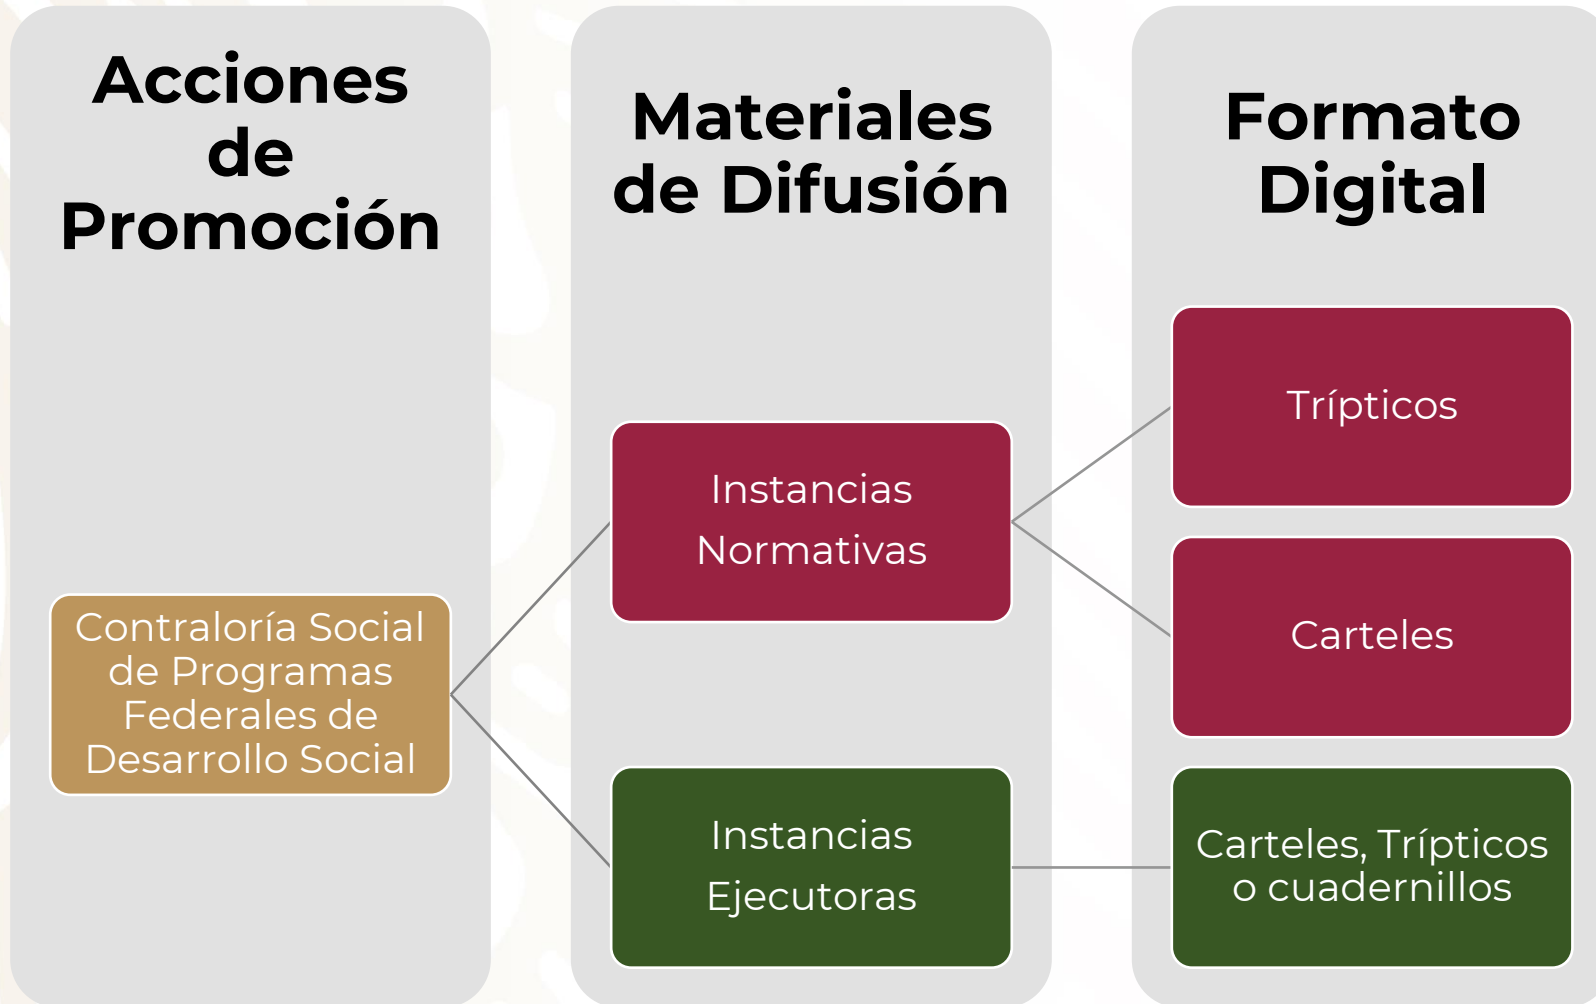 Acciones
de
Promoción
Materiales
de Difusión
Formato
Digital
Contraloría Social
de Programas
Federales de
Desarrollo Social
Instancias
Normativas
Instancias
Ejecutoras
Trípticos
Carteles
Carteles, Trípticos
o cuadernillos